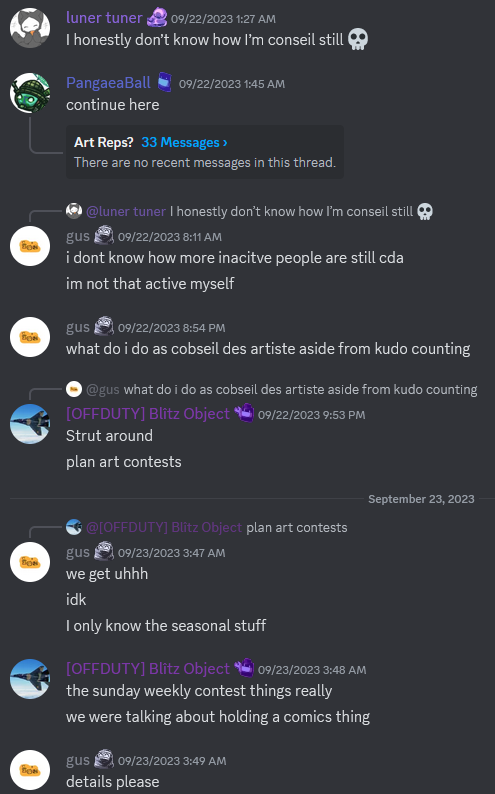 luner tuner 09/22/2023 1:27 AM
I honestly don't know how I'm conseil still 💀
PangaeaBall 09/22/2023 1:45 AM
continue here
Art Reps? 33 Messages ›
There are no recent messages in this thread.
@luner tuner I honestly don't know how I'm conseil still 💀
gus 09/22/2023 8:11 AM
i dont know how more inacitve people are still cda
im not that active myself
gus 09/22/2023 8:54 PM
what do i do as cobseil des artiste aside from kudo counting
@gus what do i do as cobseil des artiste aside from kudo counting
[OFFDUTY] Blitz Object 09/22/2023 9:53 PM
Strut around
plan art contests
September 23, 2023
@[OFFDUTY] Blitz Object plan art contests
gus 09/23/2023 3:47 AM
we get uhhh
idk
I only know the seasonal stuff
[OFFDUTY] Blitz Object 09/23/2023 3:48 AM
the sunday weekly contest things really
we were talking about holding a comics thing
gus 09/23/2023 3:49 AM
details please